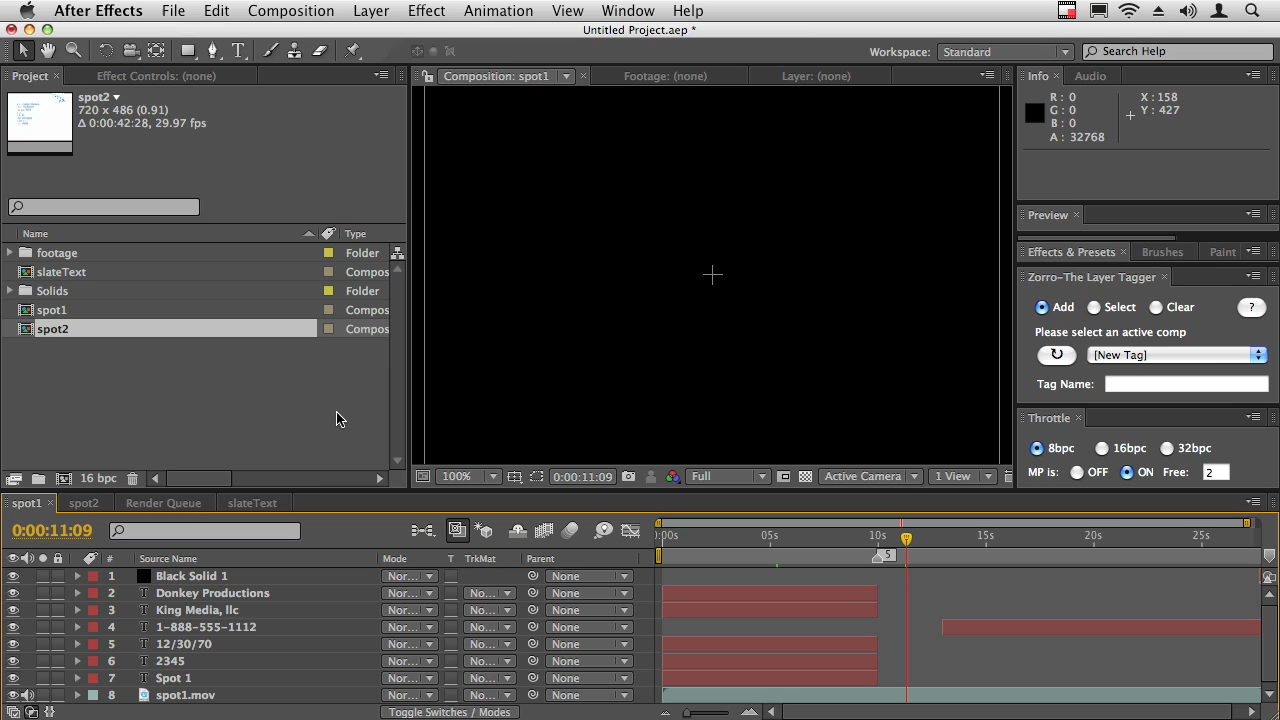 After Effects File Edit Composition Layer Effect Animation View Window Help
Untitled Project.aep *
Workspace: Standard Search Help
Project Effect Controls: (none)
Composition: spot1 Footage: (none) Layer: (none)
Info Audio
spot2
720 x 486 (0.91)
Δ 0:00:42:28, 29.97 fps
R: 0
G: 0
B: 0
A: 32768
X: 158
Y: 427
Name Type
footage Folder
slateText Compos
Solids Folder
spot1 Compos
spot2 Compos
16 bpc
100% 0:00:11:09 Full Active Camera 1 View
Preview
Effects & Presets Brushes Paint
Zorro-The Layer Tagger
Add Select Clear ?
Please select an active comp
[New Tag]
Tag Name:
Throttle
8bpc 16bpc 32bpc
MP is: OFF ON Free: 2
spot1 spot2 Render Queue slateText
0:00:11:09
0:00s 05s 10s 15s 20s 25s
5
# Source Name Mode T TrkMat Parent
1 Black Solid 1 Nor... None
2 T Donkey Productions Nor... No... None
3 T King Media, llc Nor... No... None
4 T 1-888-555-1112 Nor... No... None
5 T 12/30/70 Nor... No... None
6 T 2345 Nor... No... None
7 T Spot 1 Nor... No... None
8 spot1.mov Nor... No... None
Toggle Switches / Modes